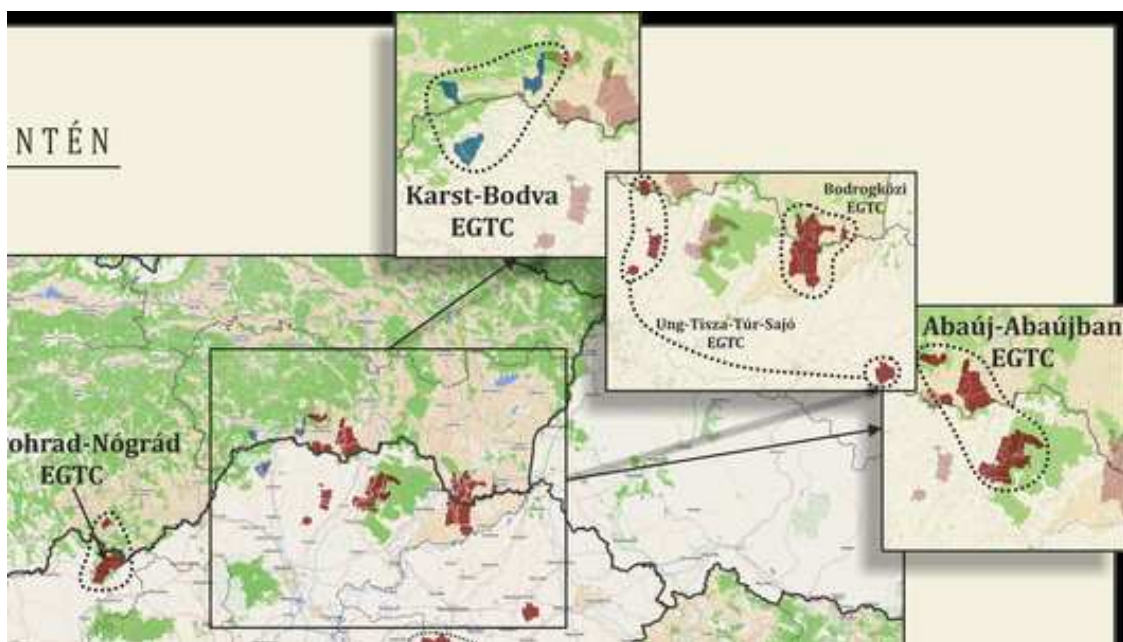 NTÉN
Karst-Bodva
EGTC
Bodrogközi
EGTC
Ung-Tisza-Túr-Sajó
EGTC
Abaúj-Abaújban
EGTC
ohrad-Nógrád
EGTC